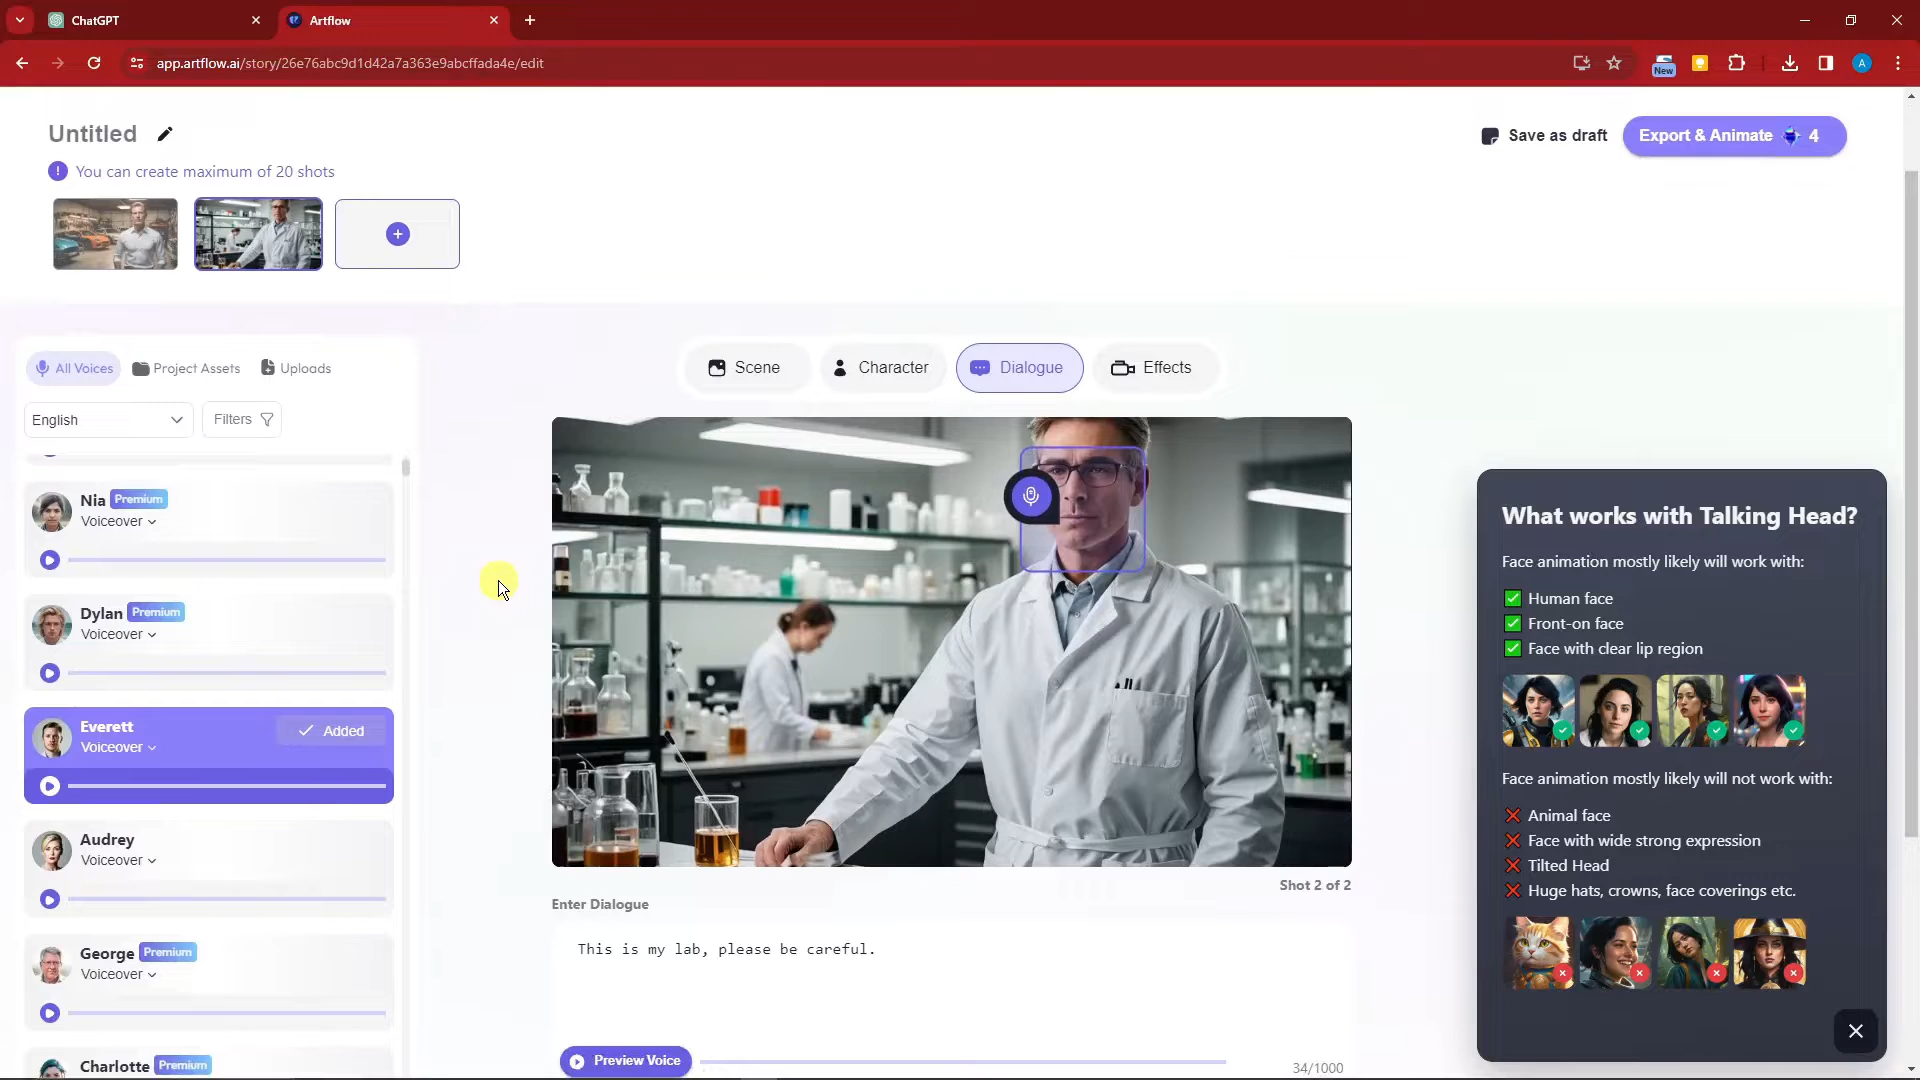 ChatGPT
Artflow
app.artflow.ai/story/26e76abc9d1d42a7a363e9abcffada4e/edit
New
A
Untitled
Save as draft
Export & Animate 4
! You can create maximum of 20 shots
All Voices
Project Assets
Uploads
English
Filters
Nia Premium
Voiceover
Dylan Premium
Voiceover
Everett
Voiceover
Added
Audrey
Voiceover
George Premium
Voiceover
Charlotte Premium
Scene
Character
Dialogue
Effects
Shot 2 of 2
Enter Dialogue
This is my lab, please be careful.
Preview Voice
34/1000
What works with Talking Head?
Face animation mostly likely will work with:
Human face
Front-on face
Face with clear lip region
Face animation mostly likely will not work with:
Animal face
Face with wide strong expression
Tilted Head
Huge hats, crowns, face coverings etc.